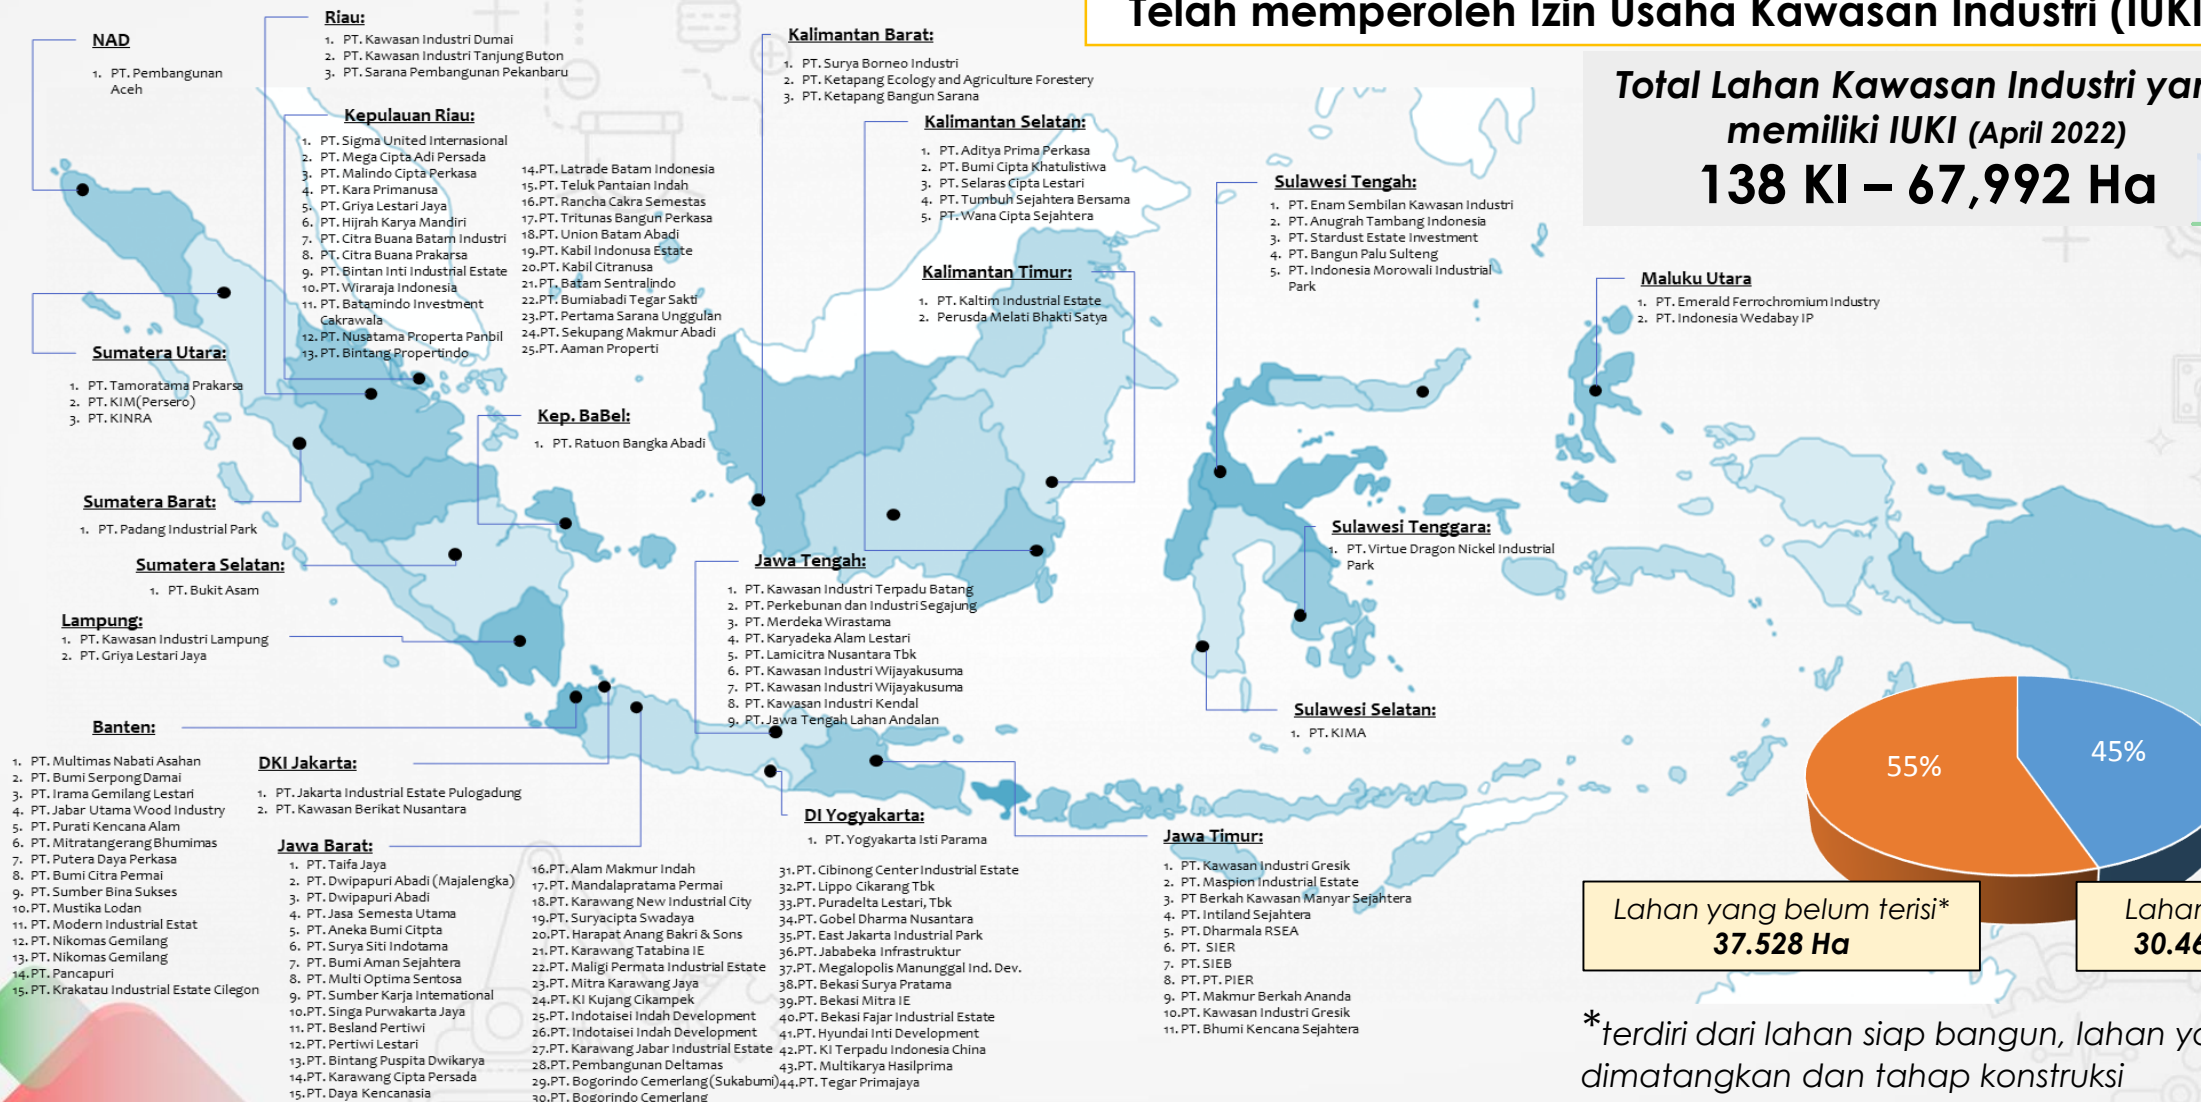 Telah memperoleh Izin Usaha Kawasan Industri (IUKI
Total Lahan Kawasan Industri yan
memiliki IUKI (April 2022)
138 KI – 67,992 Ha
NAD
1. PT. Pembangunan
Aceh
Riau:
1. PT. Kawasan Industri Dumai
2. PT. Kawasan Industri Tanjung Buton
3. PT. Sarana Pembangunan Pekanbaru
Kepulauan Riau:
1. PT. Sigma United Internasional
2. PT. Mega Cipta Adi Persada
3. PT. Malindo Cipta Perkasa
4. PT. Kara Primanusa
5. PT. Griya Lestari Jaya
6. PT. Hijrah Karya Mandiri
7. PT. Citra Buana Batam Industri
8. PT. Citra Buana Prakarsa
9. PT. Bintan Inti Industrial Estate
10. PT. Wiraraja Indonesia
11. PT. Batamindo Investment
Cakrawala
12. PT. Nusatama Properta Panbil
13. PT. Bintang Propertindo
14. PT. Latrade Batam Indonesia
15. PT. Teluk Pantaian Indah
16. PT. Rancha Cakra Semestas
17. PT. Tritunas Bangun Perkasa
18. PT. Union Batam Abadi
19. PT. Kabil Indonusa Estate
20. PT. Kabil Citranusa
21. PT. Batam Sentralindo
22. PT. Bumiabadi Tegar Sakti
23. PT. Pertama Sarana Unggulan
24. PT. Sekupang Makmur Abadi
25. PT. Aaman Properti
Kalimantan Barat:
1. PT. Surya Borneo Industri
2. PT. Ketapang Ecology and Agriculture Forestery
3. PT. Ketapang Bangun Sarana
Kalimantan Selatan:
1. PT. Aditya Prima Perkasa
2. PT. Bumi Cipta Khatulistiwa
3. PT. Selaras Cipta Lestari
4. PT. Tumbuh Sejahtera Bersama
5. PT. Wana Cipta Sejahtera
Kalimantan Timur:
1. PT. Kaltim Industrial Estate
2. Perusda Melati Bhakti Satya
Sulawesi Tengah:
1. PT. Enam Sembilan Kawasan Industri
2. PT. Anugrah Tambang Indonesia
3. PT. Stardust Estate Investment
4. PT. Bangun Palu Sulteng
5. PT. Indonesia Morowali Industrial
Park
Maluku Utara
1. PT. Emerald Ferrochromium Industry
2. PT. Indonesia Wedabay IP
Sumatera Utara:
1. PT. Tamoratama Prakarsa
2. PT. KIM(Persero)
3. PT. KINRA
Kep. BaBel:
1. PT. Ratuon Bangka Abadi
Sumatera Barat:
1. PT. Padang Industrial Park
Sumatera Selatan:
1. PT. Bukit Asam
Lampung:
1. PT. Kawasan Industri Lampung
2. PT. Griya Lestari Jaya
Jawa Tengah:
1. PT. Kawasan Industri Terpadu Batang
2. PT. Perkebunan dan Industri Segajung
3. PT. Merdeka Wirastama
4. PT. Karyadeka Alam Lestari
5. PT. Lamicitra Nusantara Tbk
6. PT. Kawasan Industri Wijayakusuma
7. PT. Kawasan Industri Wijayakusuma
8. PT. Kawasan Industri Kendal
9. PT. Jawa Tengah Lahan Andalan
Sulawesi Tenggara:
1. PT. Virtue Dragon Nickel Industrial
Park
Sulawesi Selatan:
1. PT. KIMA
Banten:
1. PT. Multimas Nabati Asahan
2. PT. Bumi Serpong Damai
3. PT. Irama Gemilang Lestari
4. PT. Jabar Utama Wood Industry
5. PT. Purati Kencana Alam
6. PT. Mitratangerang Bhumimas
7. PT. Putera Daya Perkasa
8. PT. Bumi Citra Permai
9. PT. Sumber Bina Sukses
10. PT. Mustika Lodan
11. PT. Modern Industrial Estat
12. PT. Nikomas Gemilang
13. PT. Nikomas Gemilang
14. PT. Pancapuri
15. PT. Krakatau Industrial Estate Cilegon
DKI Jakarta:
1. PT. Jakarta Industrial Estate Pulogadung
2. PT. Kawasan Berikat Nusantara
Jawa Barat:
1. PT. Taifa Jaya
2. PT. Dwipapuri Abadi (Majalengka)
3. PT. Dwipapuri Abadi
4. PT. Jasa Semesta Utama
5. PT. Aneka Bumi Citpta
6. PT. Surya Siti Indotama
7. PT. Bumi Aman Sejahtera
8. PT. Multi Optima Sentosa
9. PT. Sumber Karja International
10. PT. Singa Purwakarta Jaya
11. PT. Besland Pertiwi
12. PT. Pertiwi Lestari
13. PT. Bintang Puspita Dwikarya
14. PT. Karawang Cipta Persada
15. PT. Daya Kencanasia
16. PT. Alam Makmur Indah
17. PT. Mandalapratama Permai
18. PT. Karawang New Industrial City
19. PT. Suryacipta Swadaya
20. PT. Harapat Anang Bakri & Sons
21. PT. Karawang Tatabina IE
22. PT. Maligi Permata Industrial Estate
23. PT. Mitra Karawang Jaya
24. PT. KI Kujang Cikampek
25. PT. Indotaisei Indah Development
26. PT. Indotaisei Indah Development
27. PT. Karawang Jabar Industrial Estate
28. PT. Pembangunan Deltamas
29. PT. Bogorindo Cemerlang (Sukabumi)
30. PT. Bogorindo Cemerlang
31. PT. Cibinong Center Industrial Estate
32. PT. Lippo Cikarang Tbk
33. PT. Puradelta Lestari, Tbk
34. PT. Gobel Dharma Nusantara
35. PT. East Jakarta Industrial Park
36. PT. Jababeka Infrastruktur
37. PT. Megalopolis Manunggal Ind. Dev.
38. PT. Bekasi Surya Pratama
39. PT. Bekasi Mitra IE
40. PT. Bekasi Fajar Industrial Estate
41. PT. Hyundai Inti Development
42. PT. KI Terpadu Indonesia China
43. PT. Multikarya Hasilprima
44. PT. Tegar Primajaya
DI Yogyakarta:
1. PT. Yogyakarta Isti Parama
Jawa Timur:
1. PT. Kawasan Industri Gresik
2. PT. Maspion Industrial Estate
3. PT Berkah Kawasan Manyar Sejahtera
4. PT. Intiland Sejahtera
5. PT. Dharmala RSEA
6. PT. SIER
7. PT. SIEB
8. PT. PT. PIER
9. PT. Makmur Berkah Ananda
10. PT. Kawasan Industri Gresik
11. PT. Bhumi Kencana Sejahtera
55%
45%
Lahan yang belum terisi*
37.528 Ha
Lahan
30.46
*terdiri dari lahan siap bangun, lahan ya
dimatangkan dan tahap konstruksi